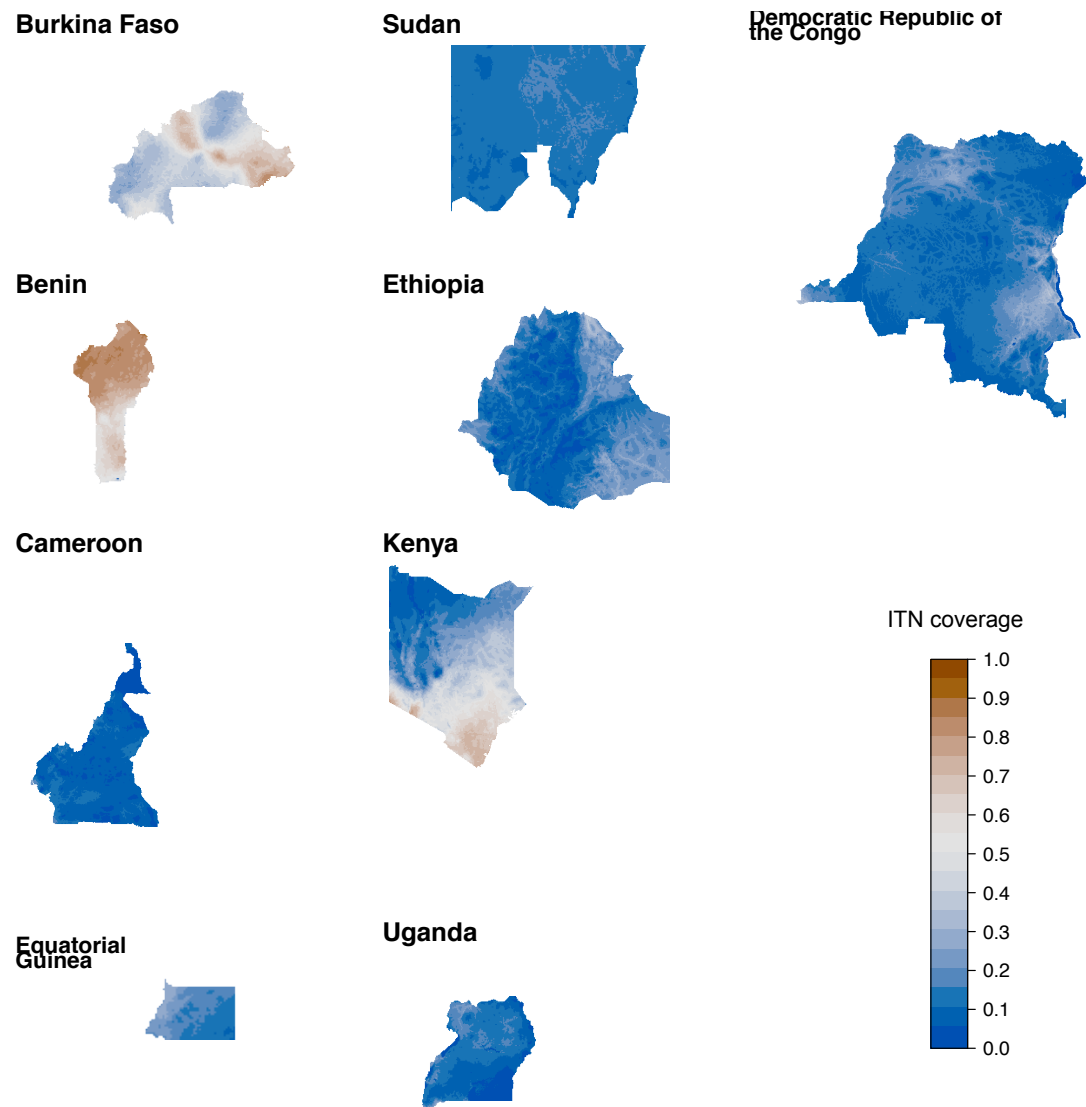 Burkina Faso
Sudan
Democratic Republic of
the Congo
Benin
Ethiopia
Cameroon
Kenya
ITN coverage
1.0
0.9
0.8
0.7
0.6
0.5
0.4
0.3
0.2
0.1
0.0
Equatorial
Guinea
Uganda